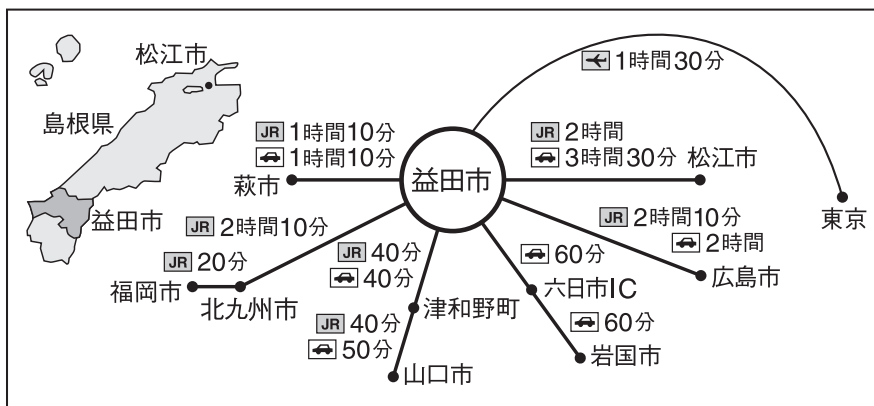 松江市
島根県
益田市
JR 1時間10分
1時間10分
萩市
益田市
1時間30分
東京
JR 2時間
3時間30分
松江市
JR 2時間10分
2時間
広島市
JR 2時間10分
JR 20分
福岡市
北九州市
JR 40分
40分
津和野町
JR 40分
50分
山口市
60分
六日市IC
60分
岩国市